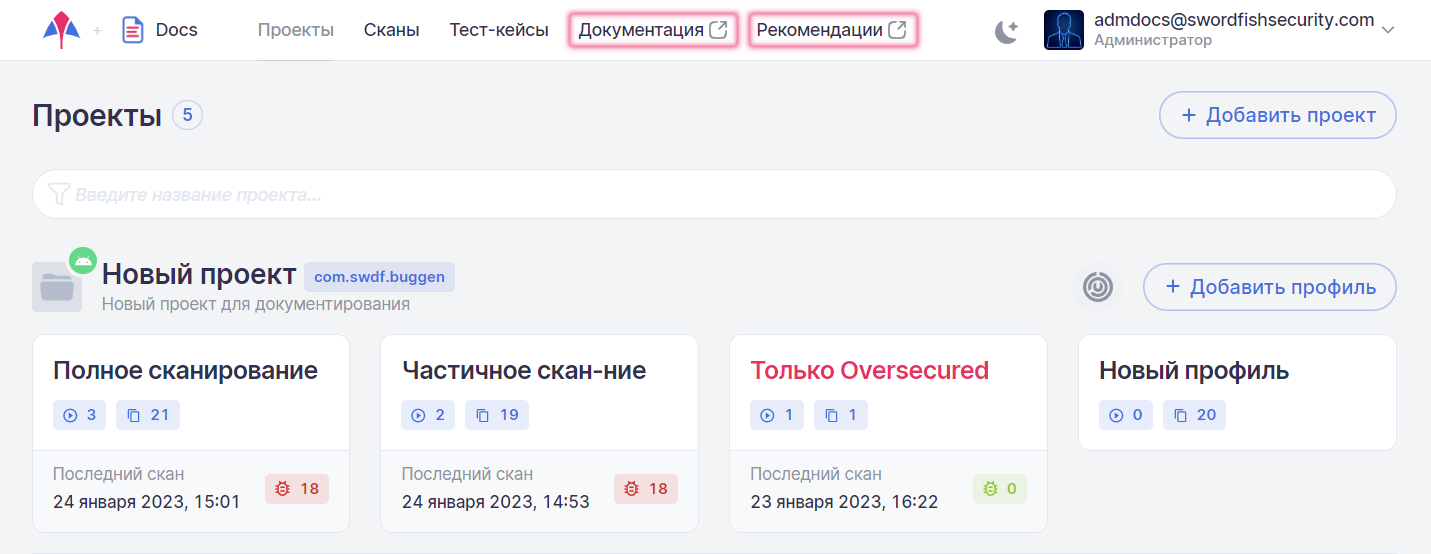 + Docs Проекты Сканы Тест-кейсы Документация Рекомендации admdocs@swordfishsecurity.com
Администратор
Проекты 5 + Добавить проект
Введите название проекта...
Новый проект com.swdf.buggen + Добавить профиль
Новый проект для документирования
Полное сканирование
3 21
Последний скан
24 января 2023, 15:01 18
Частичное скан-ние
2 19
Последний скан
24 января 2023, 14:53 18
Только Oversecured
1 1
Последний скан
23 января 2023, 16:22 0
Новый профиль
0 20